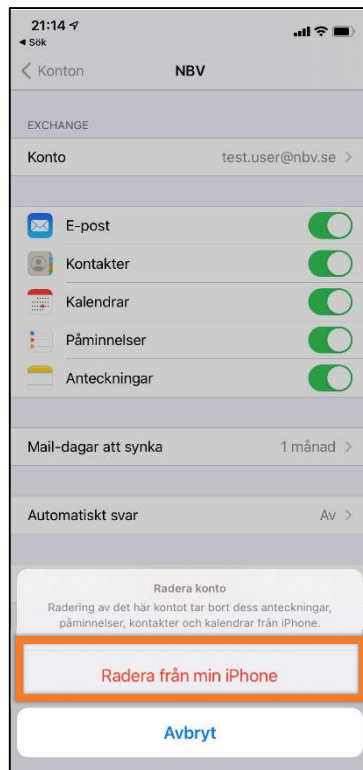 21:14
Sök
Konton
NBV
EXCHANGE
Konto test.user@nbv.se
E-post
Kontakter
Kalendrar
Påminnelser
Anteckningar
Mail-dagar att synka 1 månad
Automatiskt svar Av
Radera konto
Radering av det här kontot tar bort dess anteckningar,
påminnelser, kontakter och kalendrar från iPhone.
Radera från min iPhone
Avbryt